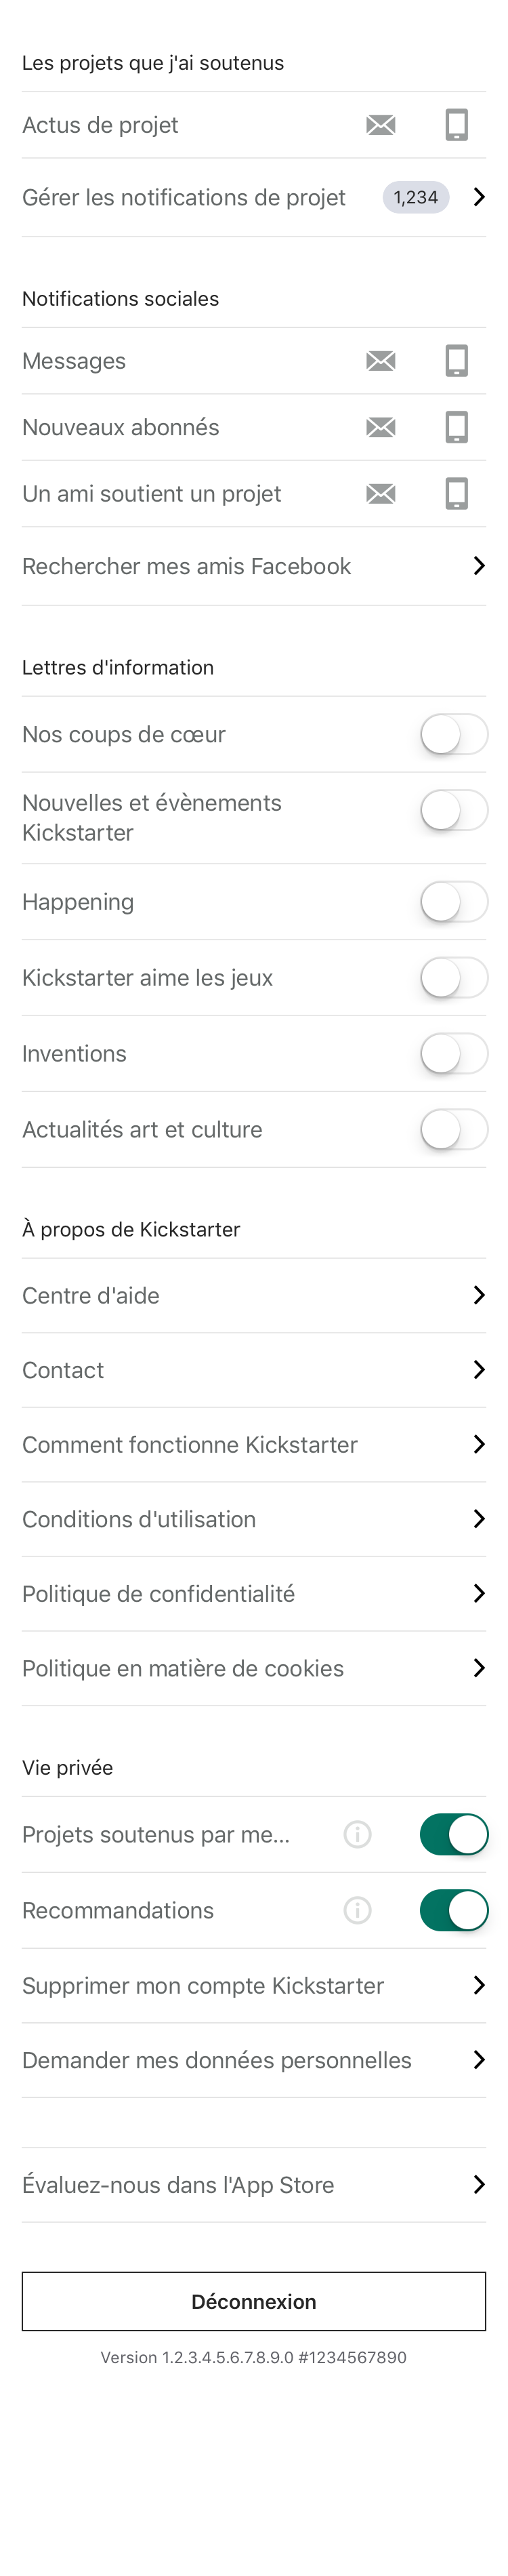 Les projets que j'ai soutenus
Actus de projet
Gérer les notifications de projet 1,234
Notifications sociales
Messages
Nouveaux abonnés
Un ami soutient un projet
Rechercher mes amis Facebook
Lettres d'information
Nos coups de cœur
Nouvelles et évènements
Kickstarter
Happening
Kickstarter aime les jeux
Inventions
Actualités art et culture
À propos de Kickstarter
Centre d'aide
Contact
Comment fonctionne Kickstarter
Conditions d'utilisation
Politique de confidentialité
Politique en matière de cookies
Vie privée
Projets soutenus par me...
Recommandations
Supprimer mon compte Kickstarter
Demander mes données personnelles
Évaluez-nous dans l'App Store
Déconnexion
Version 1.2.3.4.5.6.7.8.9.0 #1234567890